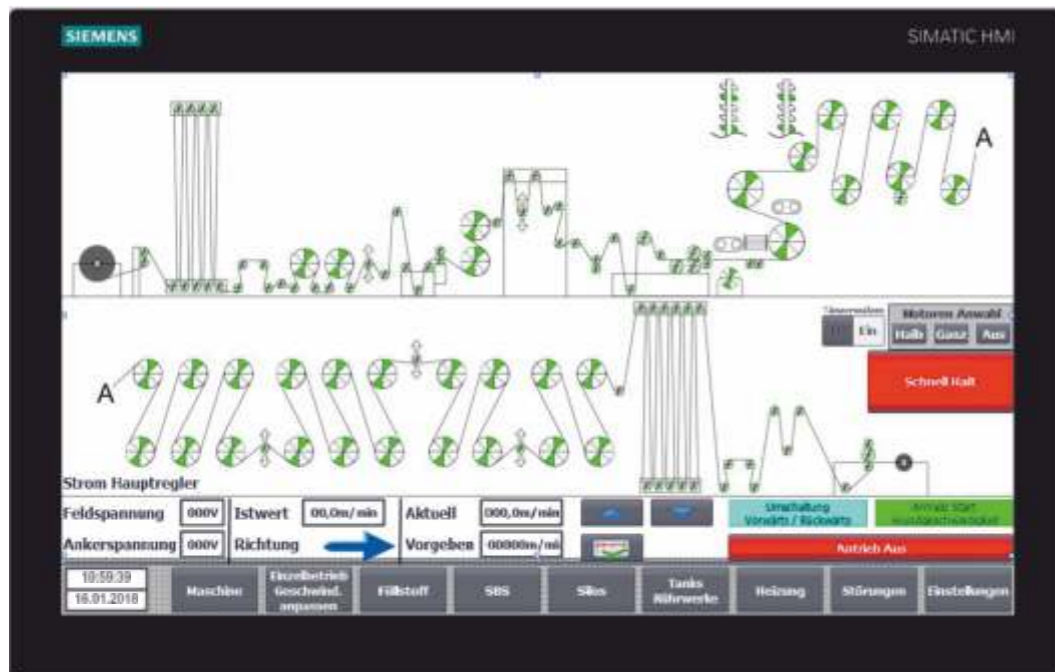 SIEMENS
SIMATIC HMI
A
Motoren Anwahl
Ein
Halb
Ganz
Aus
Schnell Halt
A
Strom Hauptregler
Feldspannung
000V
Istwert
00,0m/min
Aktuell
000,0m/min
Umschaltung
Vorwärts / Rückwärts
Ankerspannung
000V
Richtung
Vorgeben
00000m/mi
Antrieb Aus
10:59:39
16.01.2018
Maschine
Einzelbetrieb
Geschwind.
anpassen
Füllstoff
SBS
Silos
Tanks
Rührwerke
Heizung
Störungen
Einstellungen